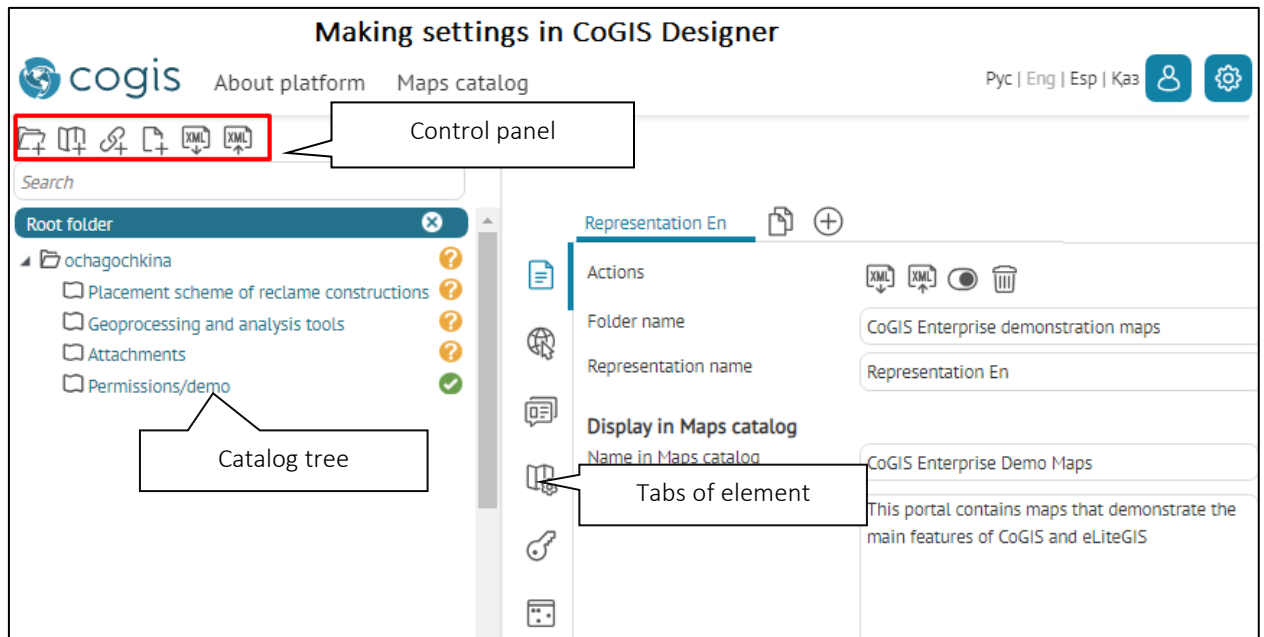 Making settings in CoGIS Designer
cogis
About platform
Maps catalog
Рус | Eng | Esp | Қаз
Control panel
XML
XML
Search
Root folder
ochagochkina
Placement scheme of reclame constructions
Geoprocessing and analysis tools
Attachments
Permissions/demo
Catalog tree
Representation En
Actions
XML
XML
Folder name
CoGIS Enterprise demonstration maps
Representation name
Representation En
Display in Maps catalog
Name in Maps catalog
CoGIS Enterprise Demo Maps
Tabs of element
This portal contains maps that demonstrate the
main features of CoGIS and eLiteGIS